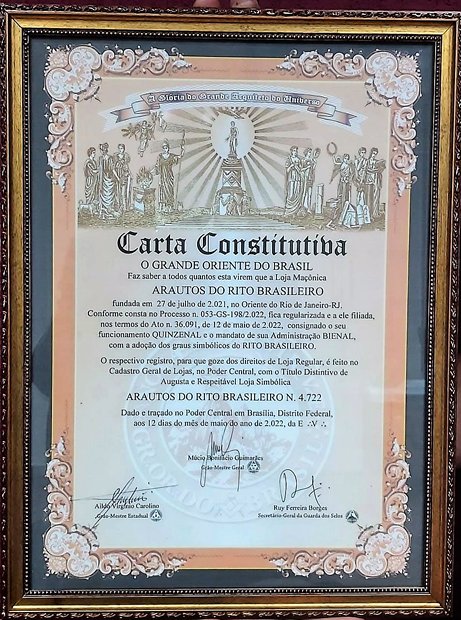 À Glória do Grande Arquiteto do Universo
Carta Constitutiva
O GRANDE ORIENTE DO BRASIL
Faz saber a todos quantos esta virem que a Loja Maçônica
ARAUTOS DO RITO BRASILEIRO
fundada em 27 de julho de 2.021, no Oriente do Rio de Janeiro-RJ.
Conforme consta no Processo n. 053-GS-198/2.022, fica regularizada e a ele filiada,
nos termos do Ato n. 36.091, de 12 de maio de 2.022, consignado o seu
funcionamento QUINZENAL e o mandato de sua Administração BIENAL,
com a adoção dos graus simbólicos do RITO BRASILEIRO.
O respectivo registro, para que goze dos direitos de Loja Regular, é feito no
Cadastro Geral de Lojas, no Poder Central, com o Título Distintivo de
Augusta e Respeitável Loja Simbólica
ARAUTOS DO RITO BRASILEIRO N. 4.722
Dado e traçado no Poder Central em Brasília, Distrito Federal,
aos 12 dias do mês de maio do ano de 2.022, da E ∴V ∴
Múcio Bonifácio Guimarães
Grão-Mestre Geral
Aildo Virginio Carolino
Grão-Mestre Estadual
Ruy Ferreira Borges
Secretário-Geral da Guarda dos Selos